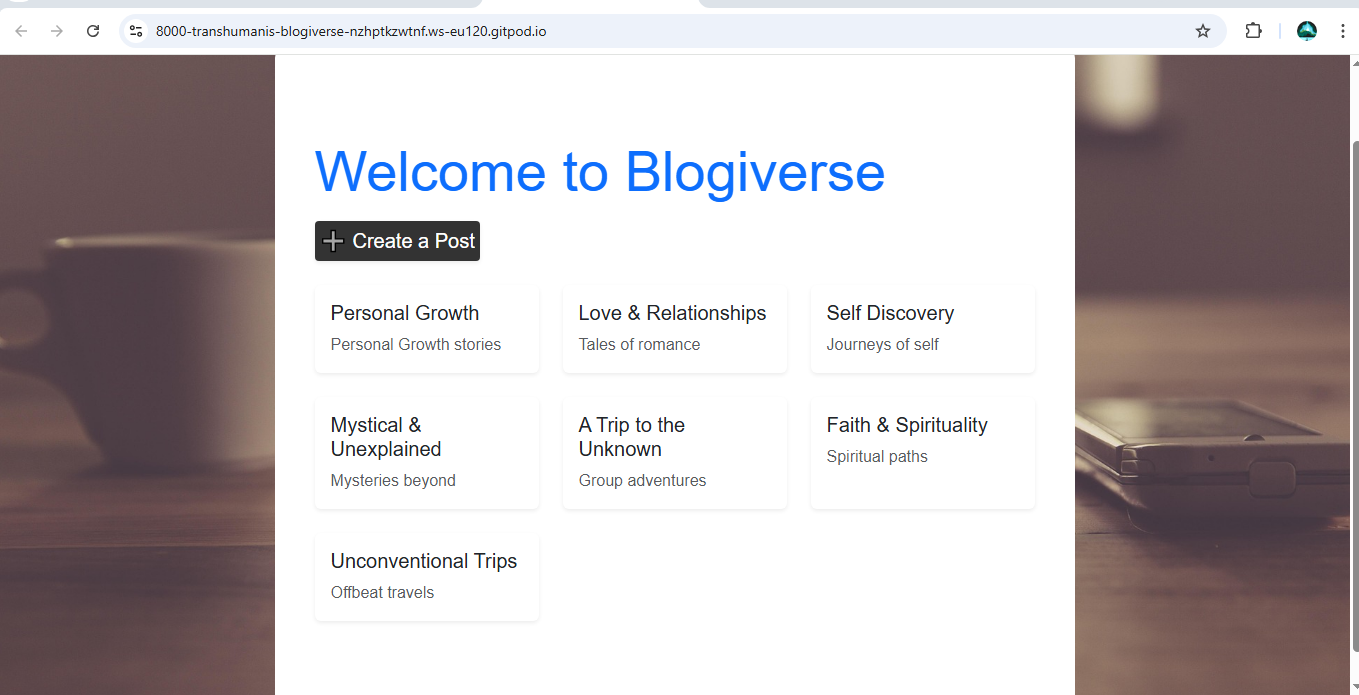 8000-transhumanis-blogiverse-nzhptkzwtnf.ws-eu120.gitpod.io
Welcome to Blogiverse
Create a Post
Personal Growth
Personal Growth stories
Love & Relationships
Tales of romance
Self Discovery
Journeys of self
Mystical &
Unexplained
Mysteries beyond
A Trip to the
Unknown
Group adventures
Faith & Spirituality
Spiritual paths
Unconventional Trips
Offbeat travels